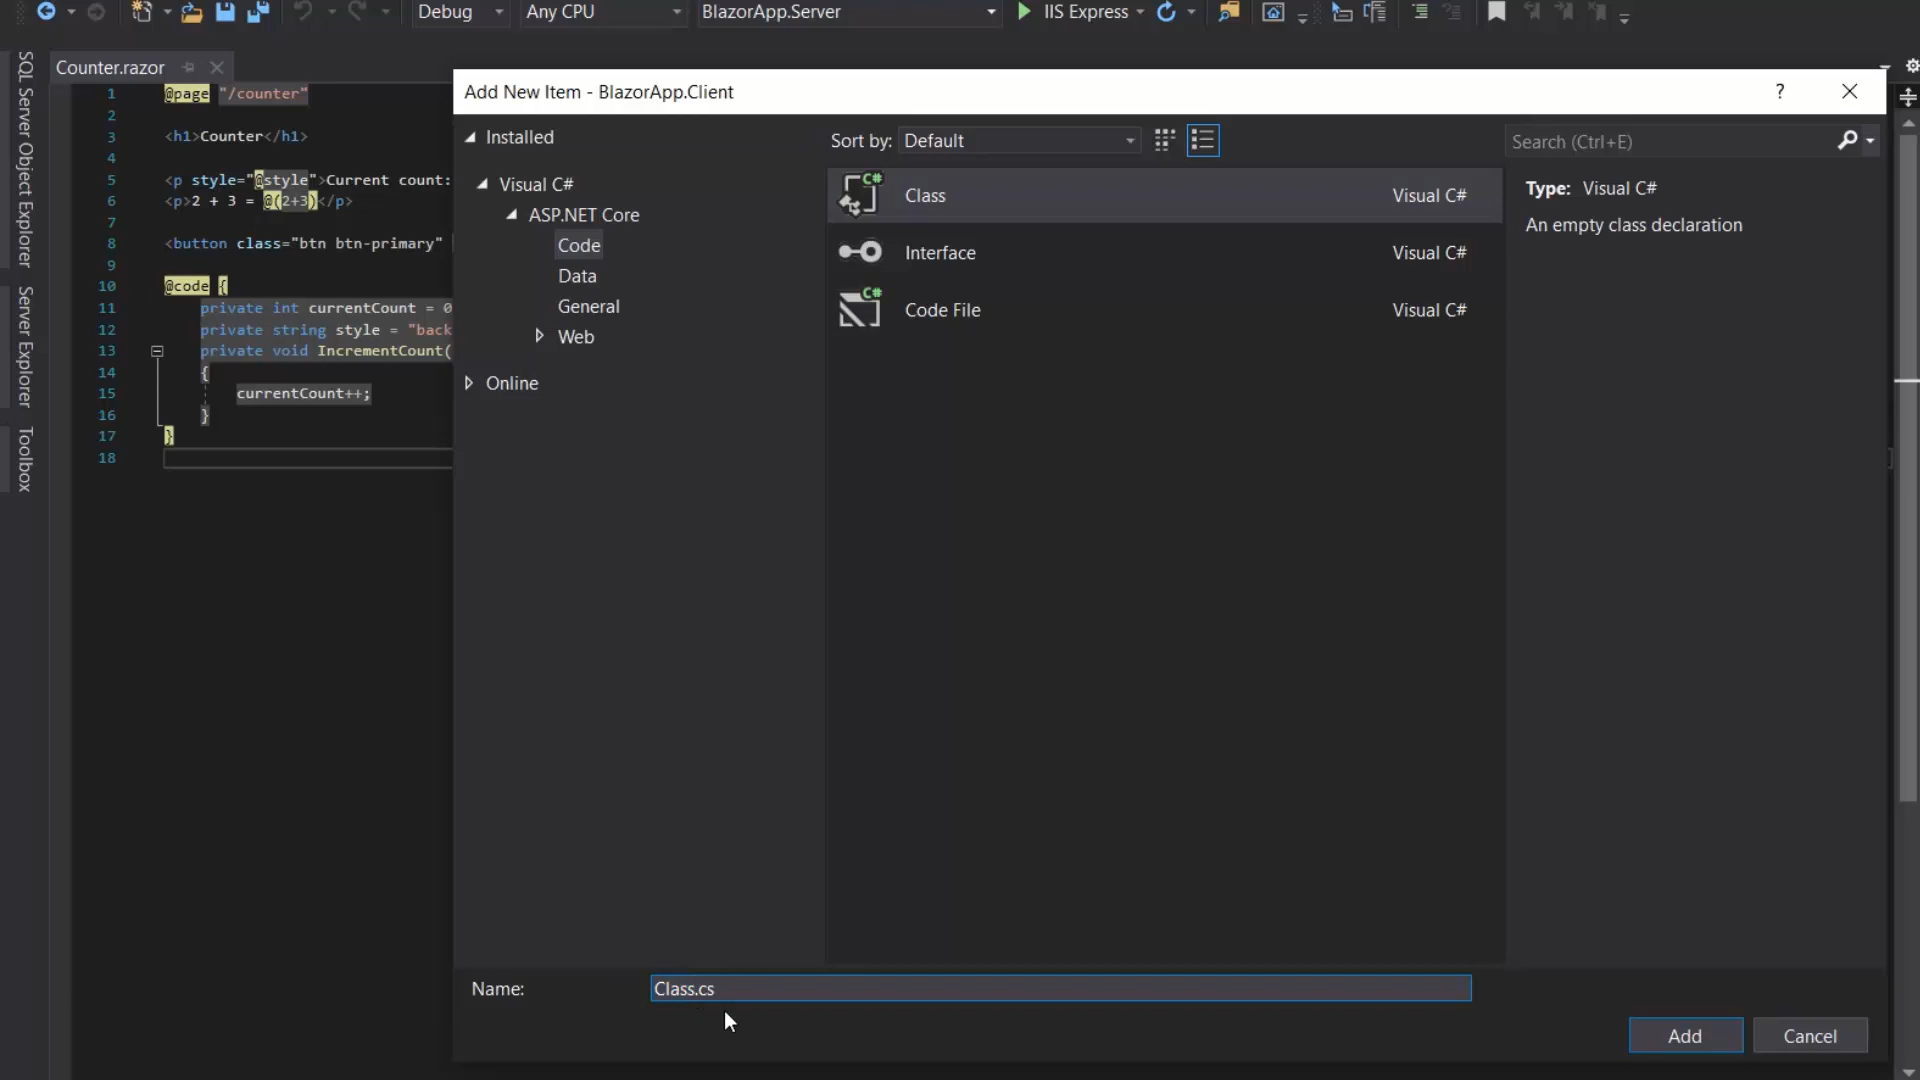 Debug
Any CPU
BlazorApp.Server
IIS Express
SQL Server Object Explorer
Server Explorer
Toolbox
Counter.razor
1 @page "/counter"
2
3 <h1>Counter</h1>
4
5 <p style="@style">Current count:
6 <p>2 + 3 = @(2+3)</p>
7
8 <button class="btn btn-primary"
9
10 @code {
11 private int currentCount = 0
12 private string style = "back
13 private void IncrementCount(
14 {
15 currentCount++;
16 }
17 }
18
Add New Item - BlazorApp.Client
?
Installed
Visual C#
ASP.NET Core
Code
Data
General
Web
Online
Sort by: Default
Search (Ctrl+E)
C# Class Visual C#
Interface Visual C#
C# Code File Visual C#
Type: Visual C#
An empty class declaration
Name: Class.cs
Add
Cancel